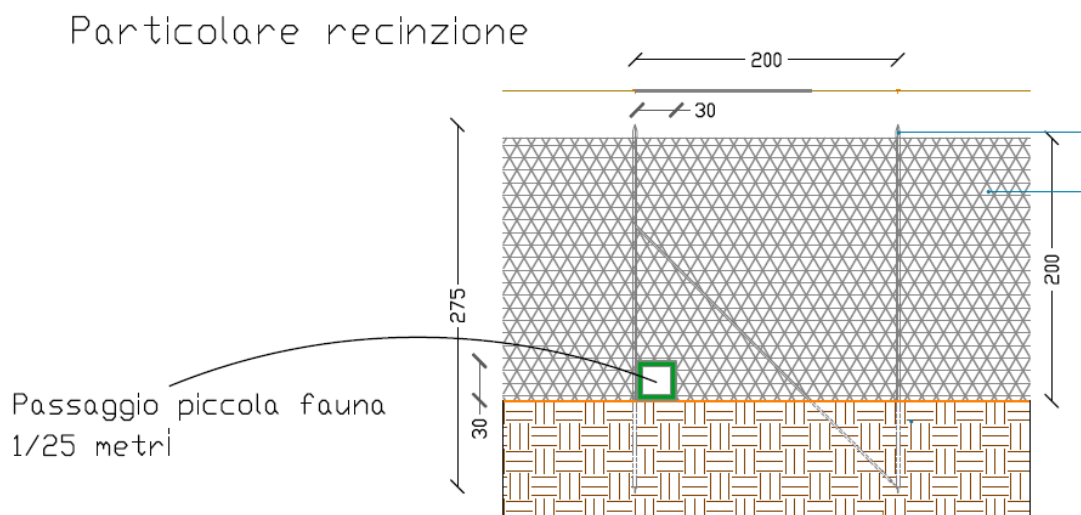 Particolare recinzione
200
30
275
200
30
Passaggio piccola fauna
1/25 metri